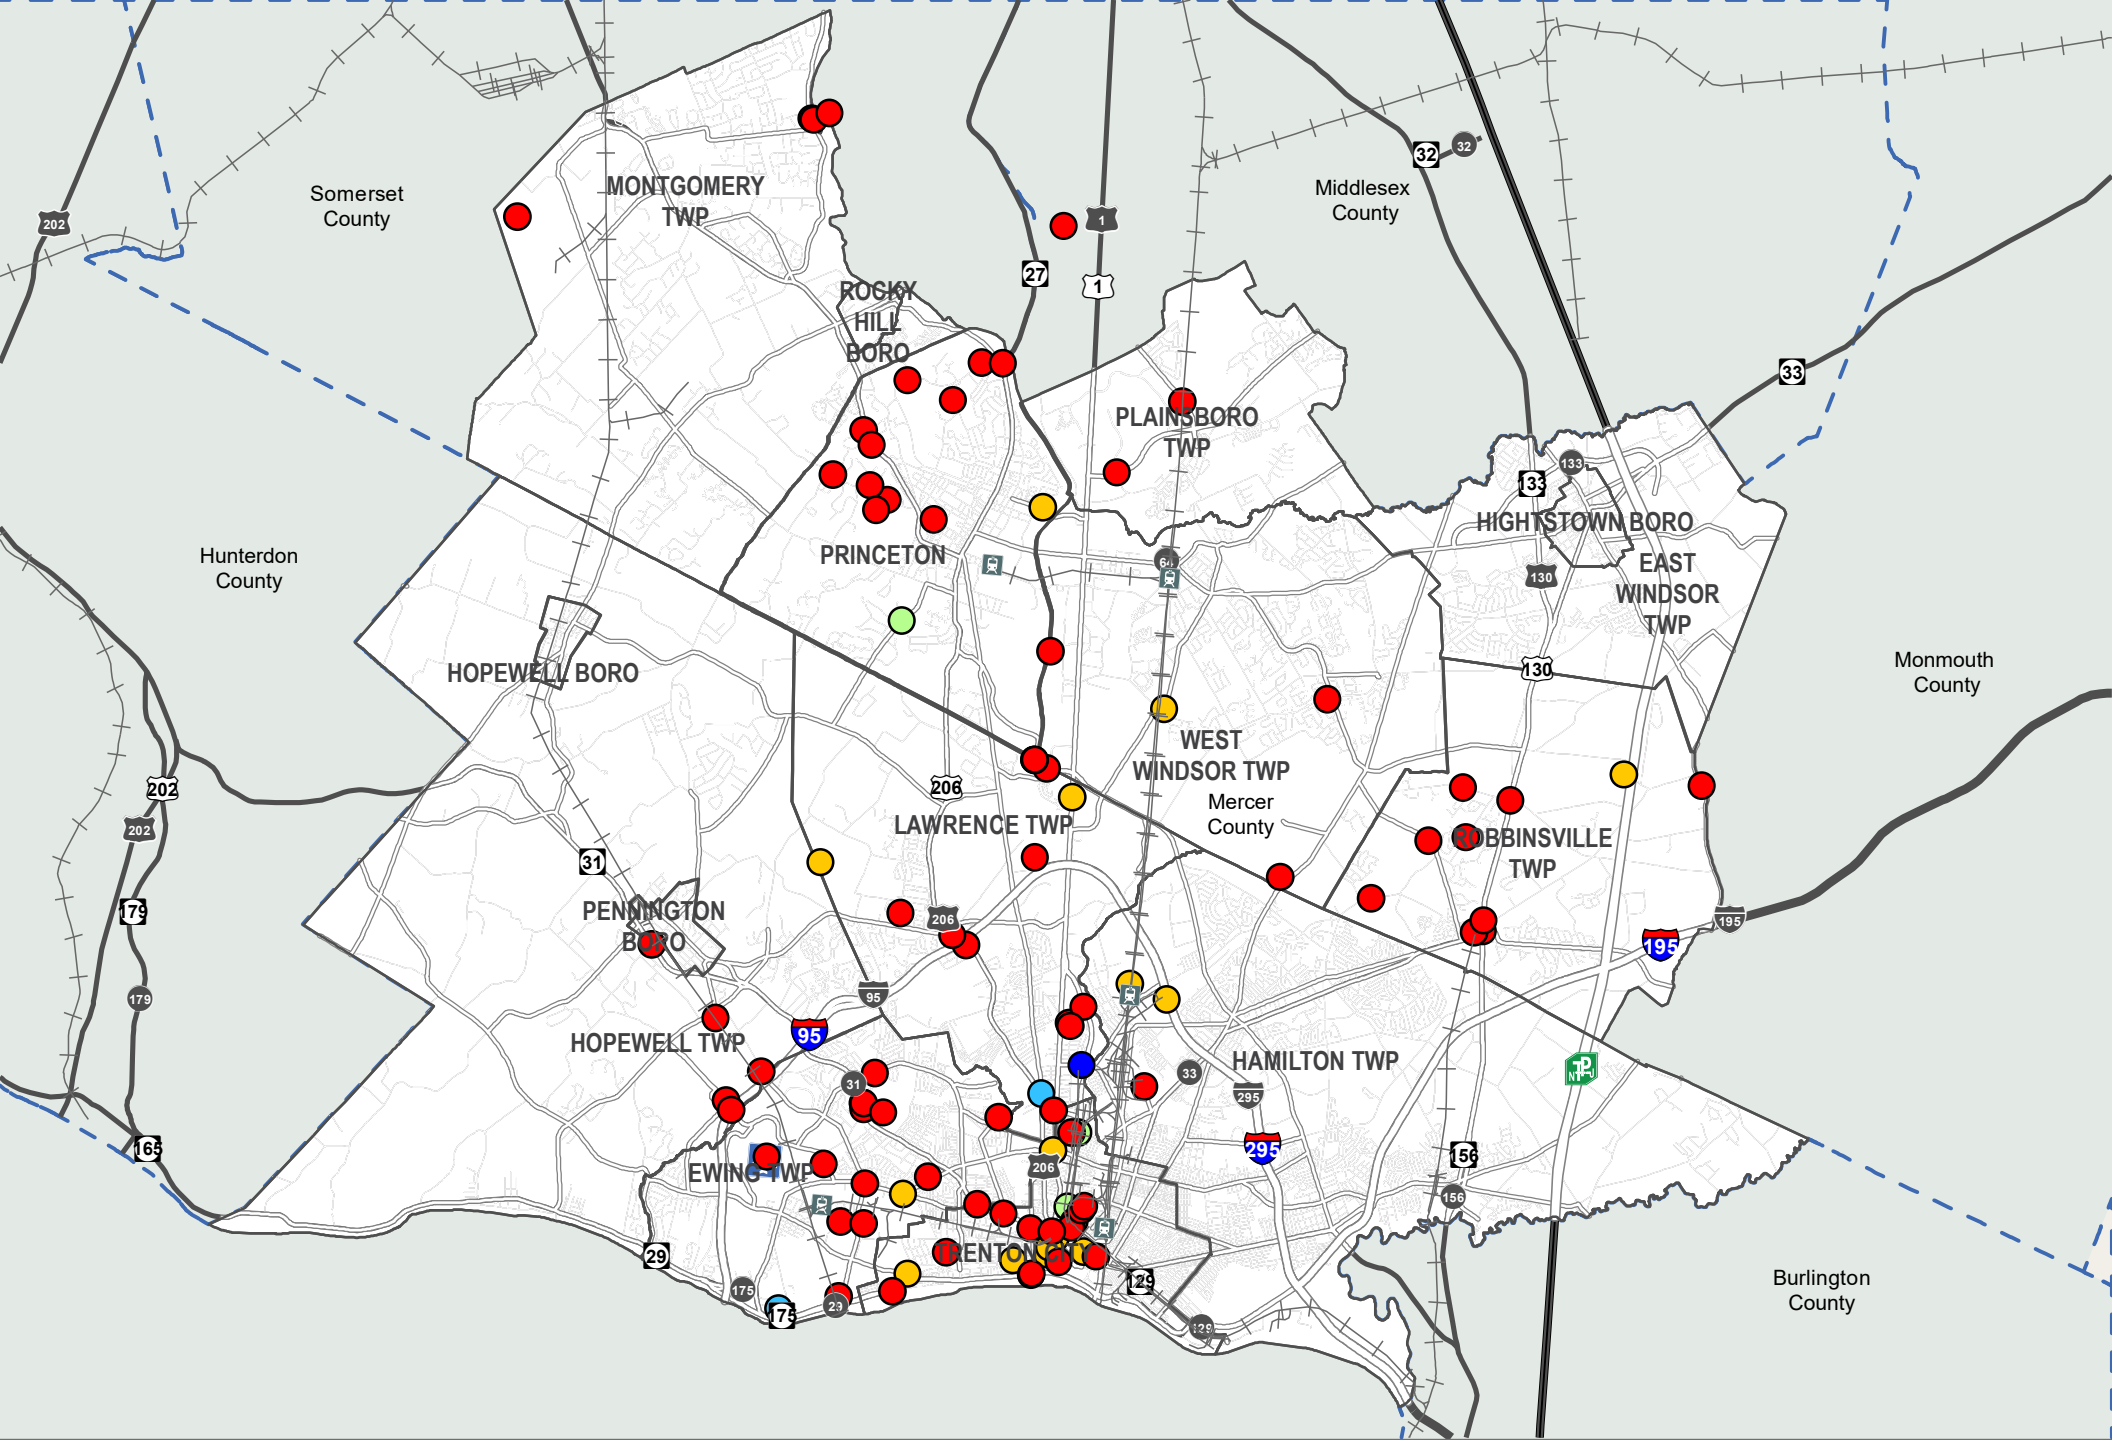 32
32
Somerset
County
MONTGOMERY
TWP
Middlesex
County
202
1
27
1
ROCKY
HILL
BORO
33
PLAINSBORO
TWP
133
133
HIGHTSTOWN BORO
PRINCETON
Hunterdon
County
64
130
EAST
WINDSOR
TWP
HOPEWELL BORO
130
Monmouth
County
WEST
WINDSOR TWP
202
206
Mercer
County
202
LAWRENCE TWP
ROBBINSVILLE
TWP
31
179
PENNINGTON
BORO
206
195
195
179
95
95
HOPEWELL TWP
HAMILTON TWP
33
NTPJ
31
295
165
295
156
EWING TWP
206
156
29
TRENTON CITY
129
175
175
29
129
Burlington
County